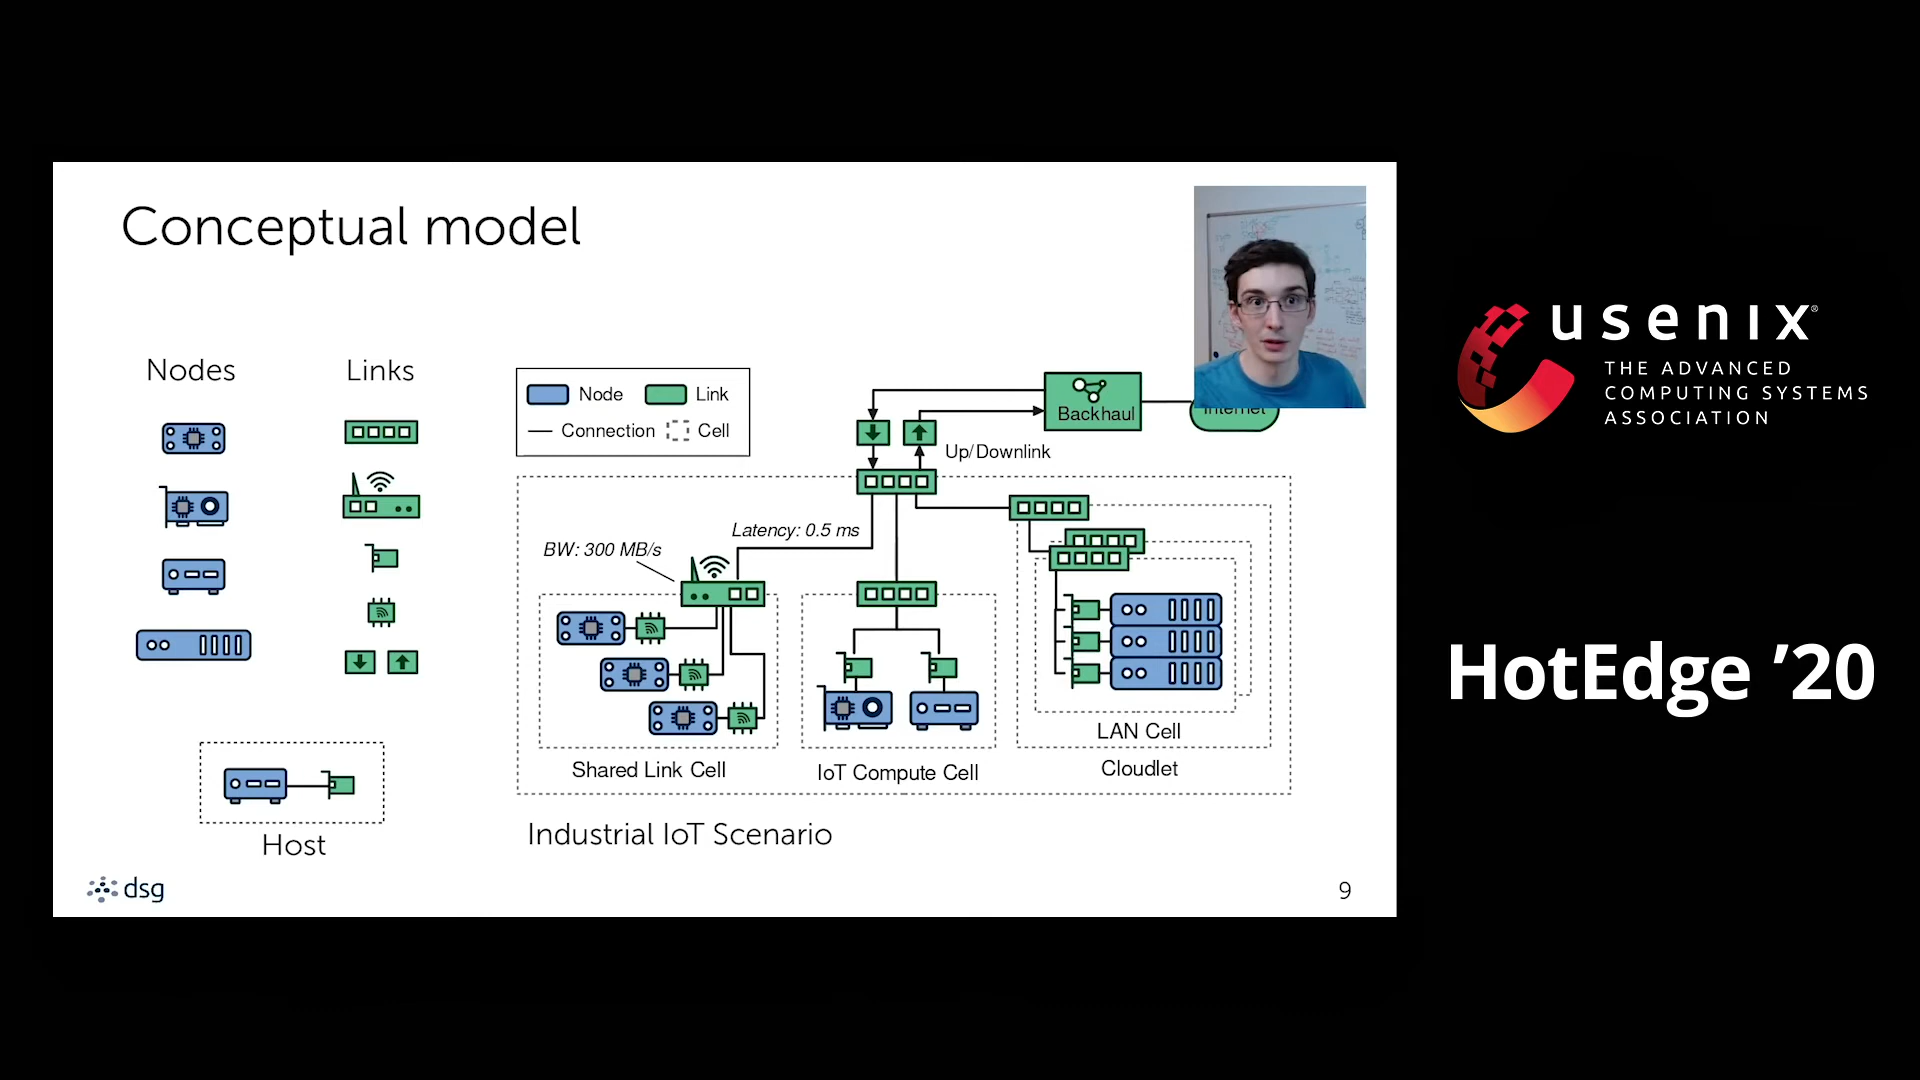 Conceptual model
Nodes
Links
Host
Node
Link
Connection
Cell
Backhaul
Internet
Up/Downlink
Latency: 0.5 ms
BW: 300 MB/s
Shared Link Cell
IoT Compute Cell
LAN Cell
Cloudlet
Industrial IoT Scenario
dsg
9
usenix®
THE ADVANCED
COMPUTING SYSTEMS
ASSOCIATION
HotEdge ’20